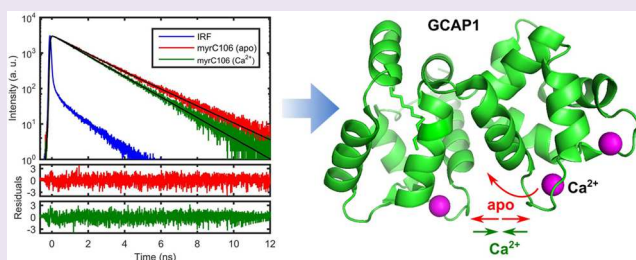 10⁴
10³
10²
10¹
10⁰
Intensity (a. u.)
IRF
myrC106 (apo)
myrC106 (Ca²⁺)
3
0
-3
3
0
-3
Residuals
0 2 4 6 8 10 12
Time (ns)
GCAP1
Ca²⁺
apo
Ca²⁺